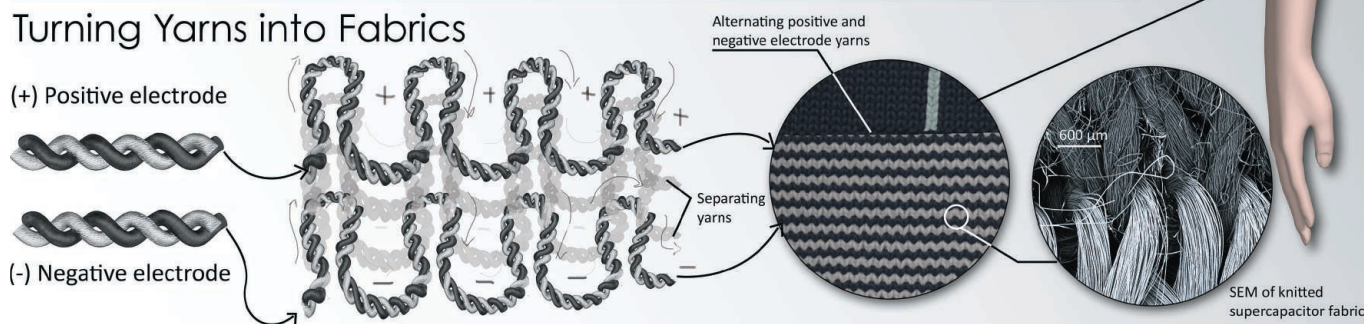 Turning Yarns into Fabrics
(+) Positive electrode
(-) Negative electrode
+
+
+
+
−
−
−
−
Separating
yarns
Alternating positive and
negative electrode yarns
600 µm
SEM of knitted
supercapacitor fabric